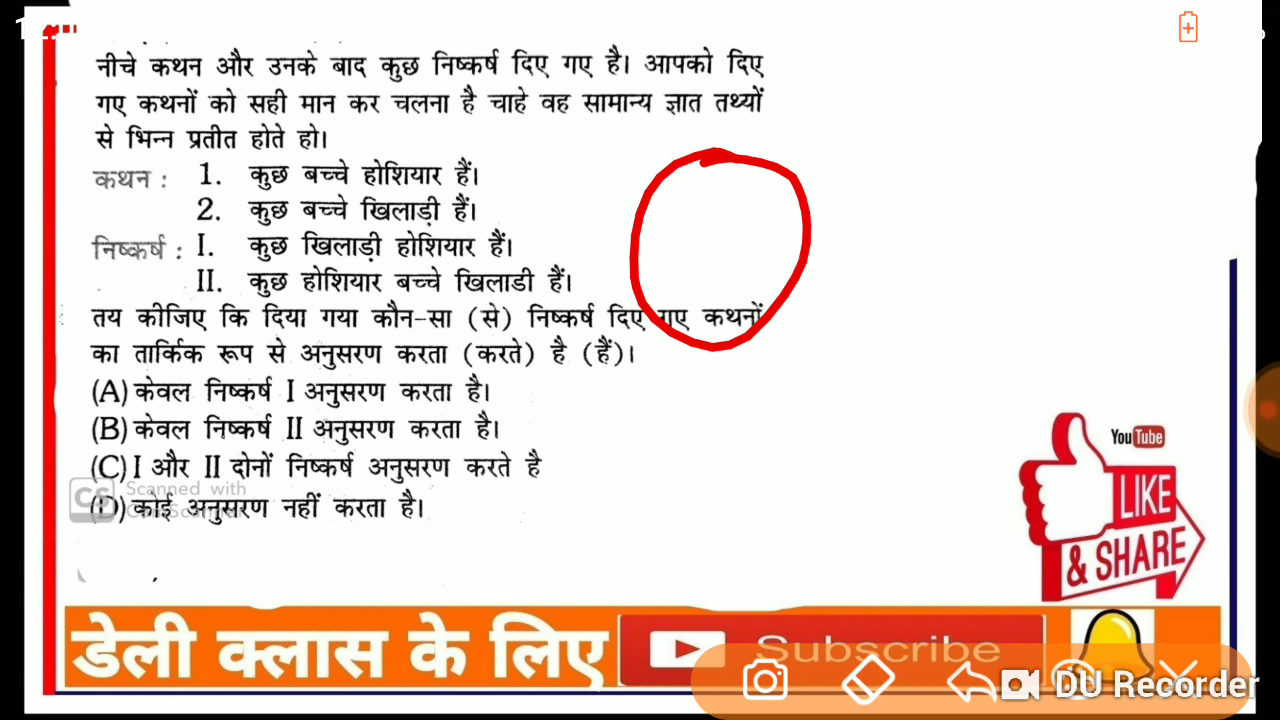 नीचे कथन और उनके बाद कुछ निष्कर्ष दिए गए है। आपको दिए
गए कथनों को सही मान कर चलना है चाहे वह सामान्य ज्ञात तथ्यों
से भिन्न प्रतीत होते हो।
कथन : 1. कुछ बच्चे होशियार हैं।
2. कुछ बच्चे खिलाड़ी हैं।
निष्कर्ष : I. कुछ खिलाड़ी होशियार हैं।
II. कुछ होशियार बच्चे खिलाडी हैं।
तय कीजिए कि दिया गया कौन-सा (से) निष्कर्ष दिए गए कथनों
का तार्किक रूप से अनुसरण करता (करते) है (हैं)।
(A) केवल निष्कर्ष I अनुसरण करता है।
(B) केवल निष्कर्ष II अनुसरण करता है।
(C) I और II दोनों निष्कर्ष अनुसरण करते है
CS Scanned with
(D) कोई अनुसरण नहीं करता है।
YouTube
LIKE
& SHARE
डेली क्लास के लिए
Subscribe
DU Recorder